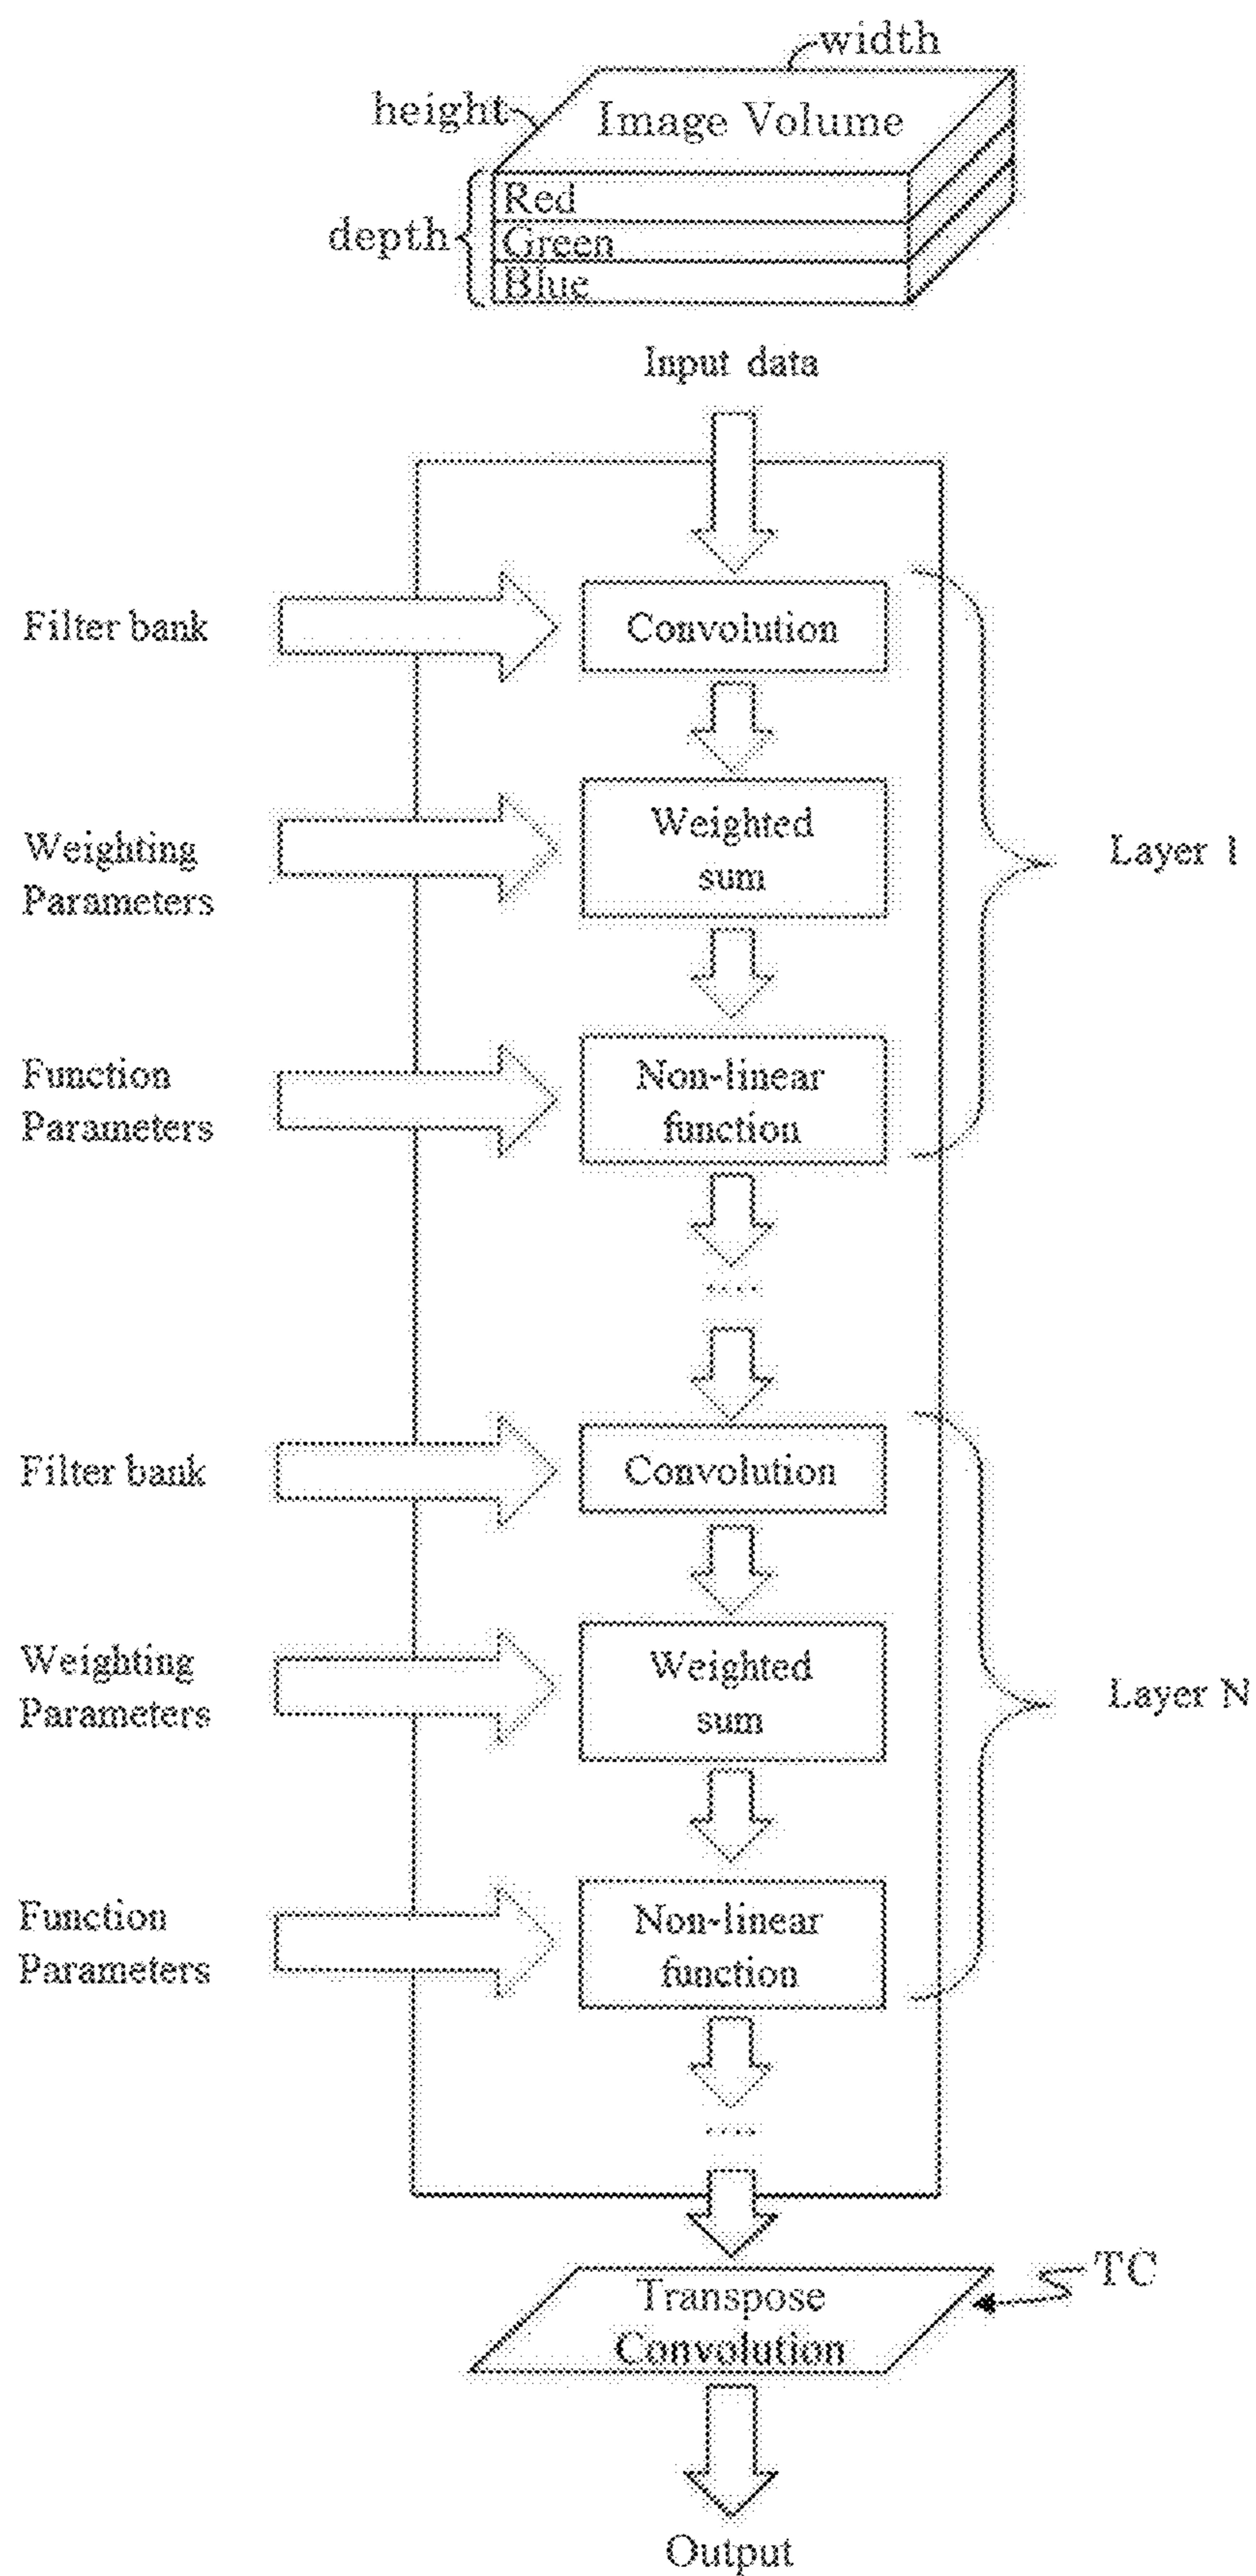 width
height
Image Volume
Red
depth
Green
Blue
Input data
Filter bank
Convolution
Weighting
Parameters
Weighted
sum
Layer 1
Function
Parameters
Non-linear
function
....
Filter bank
Convolution
Weighting
Parameters
Weighted
sum
Layer N
Function
Parameters
Non-linear
function
....
TC
Transpose
Convolution
Output